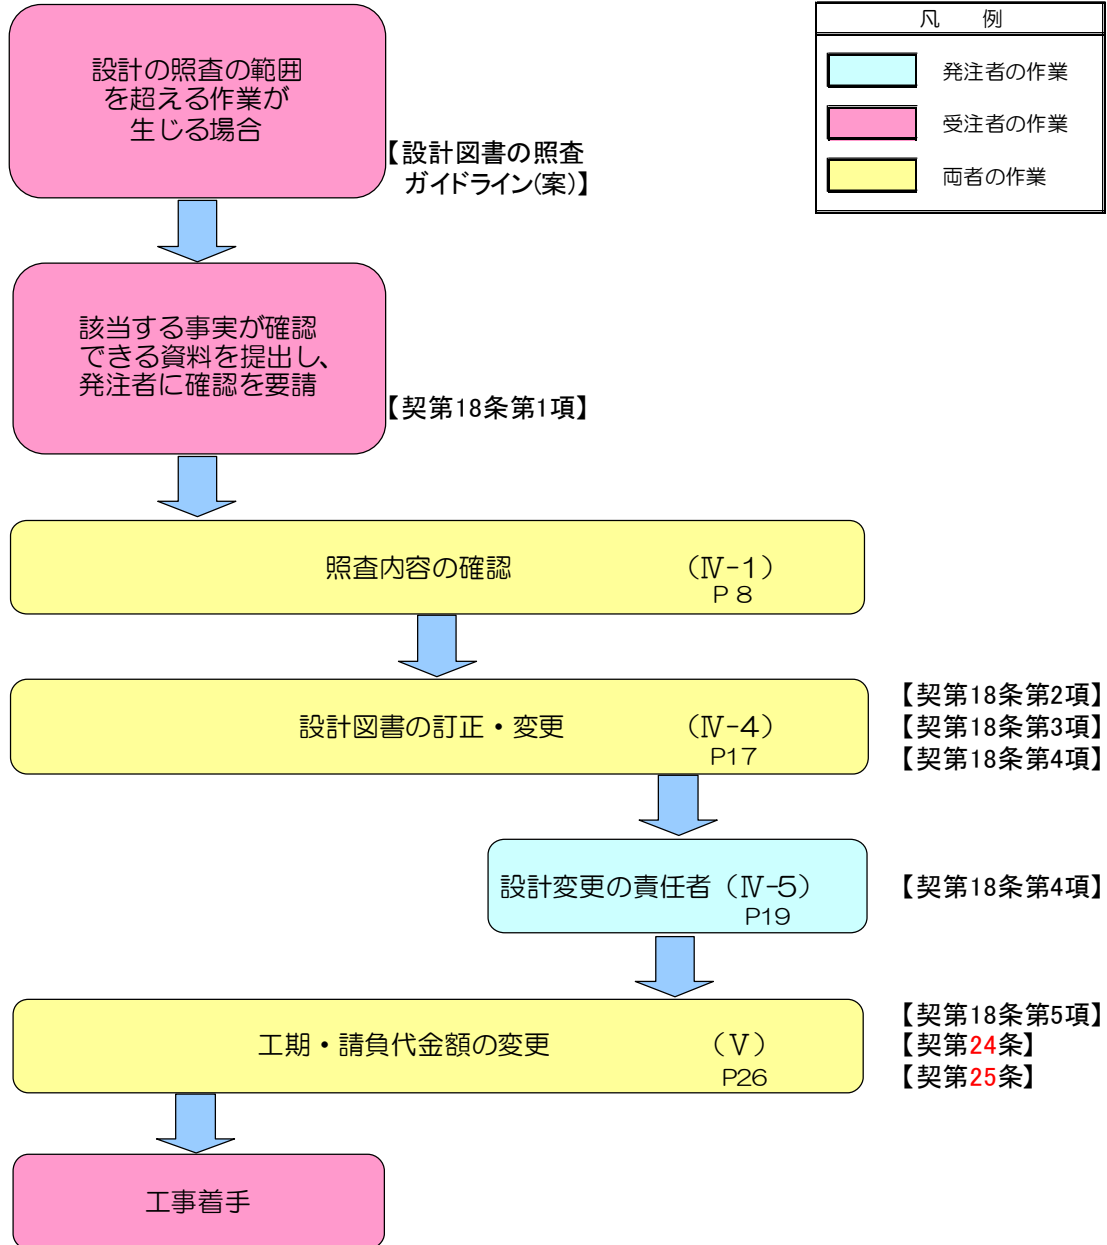 設計の照査の範囲
を超える作業が
生じる場合
【設計図書の照査
ガイドライン(案)】
凡 例
発注者の作業
受注者の作業
両者の作業
該当する事実が確認
できる資料を提出し、
発注者に確認を要請
【契第18条第1項】
照査内容の確認 （Ⅳ-１）
Ｐ８
設計図書の訂正・変更 （Ⅳ-４）
P17
【契第18条第2項】
【契第18条第3項】
【契第18条第4項】
設計変更の責任者（Ⅳ-５）
P19
【契第18条第4項】
工期・請負代金額の変更 （Ⅴ）
P26
【契第18条第5項】
【契第24条】
【契第25条】
工事着手